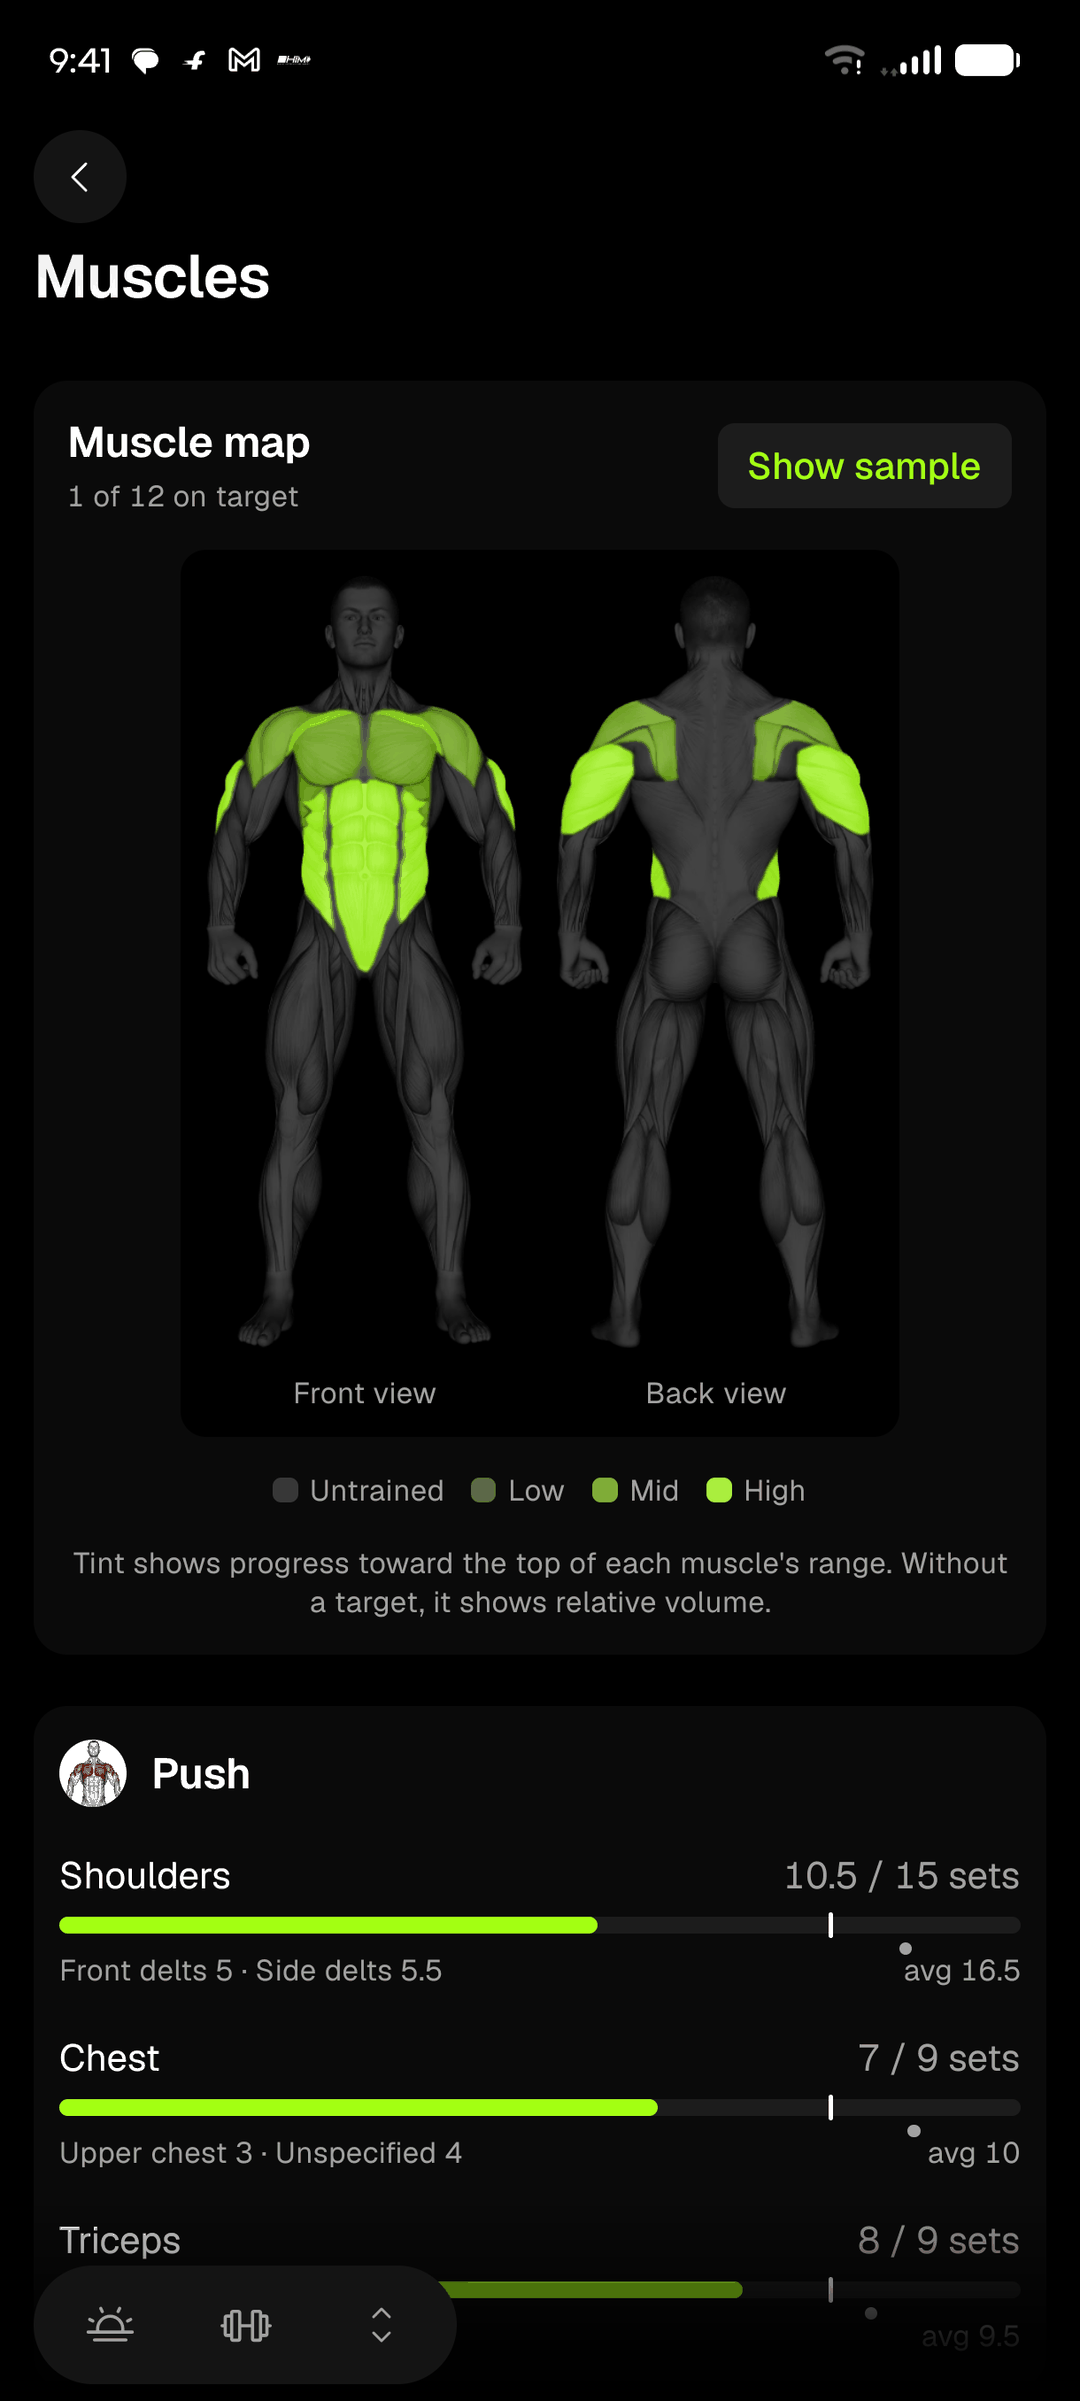 9:41
Muscles
Muscle map
Show sample
1 of 12 on target
Front view
Back view
Untrained
Low
Mid
High
Tint shows progress toward the top of each muscle's range. Without
a target, it shows relative volume.
Push
Shoulders
10.5 / 15 sets
Front delts 5 · Side delts 5.5
avg 16.5
Chest
7 / 9 sets
Upper chest 3 · Unspecified 4
avg 10
Triceps
8 / 9 sets
avg 9.5